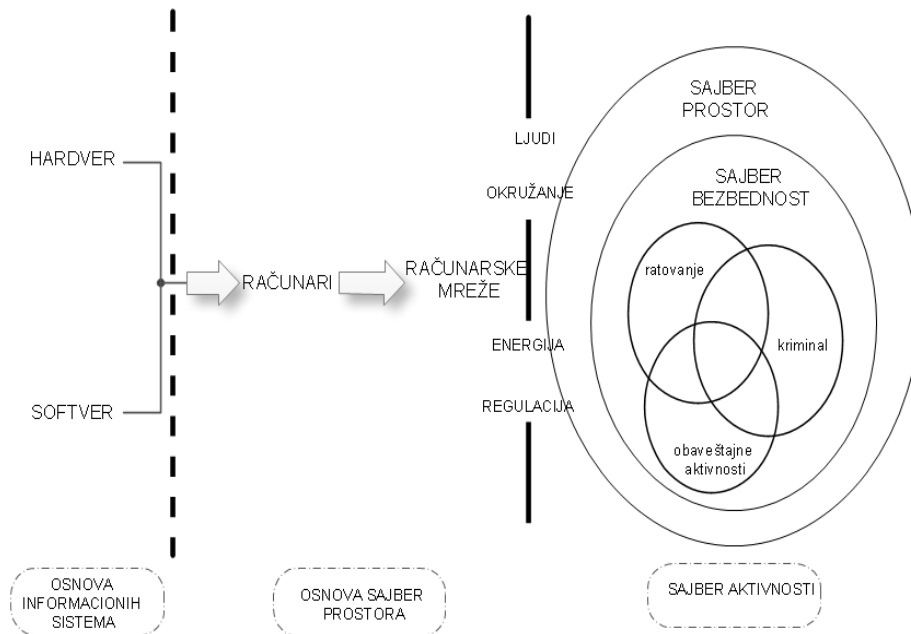 HARDVER
SOFTVER
RAČUNARI
RAČUNARSKE
MREŽE
LJUDI
OKRUŽANJE
ENERGIJA
REGULACIJA
SAJBER
PROSTOR
SAJBER
BEZBEDNOST
ratovanje
kriminal
obaveštajne
aktivnosti
OSNOVA
INFORMACIONIH
SISTEMA
OSNOVA SAJBER
PROSTORA
SAJBER AKTIVNOSTI